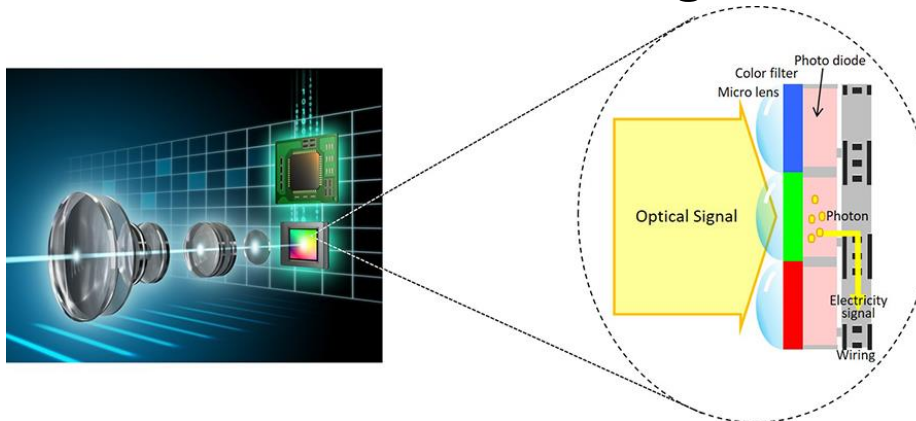 Photo diode
Color filter
Micro lens
Optical Signal
Photon
Electricity
signal
Wiring